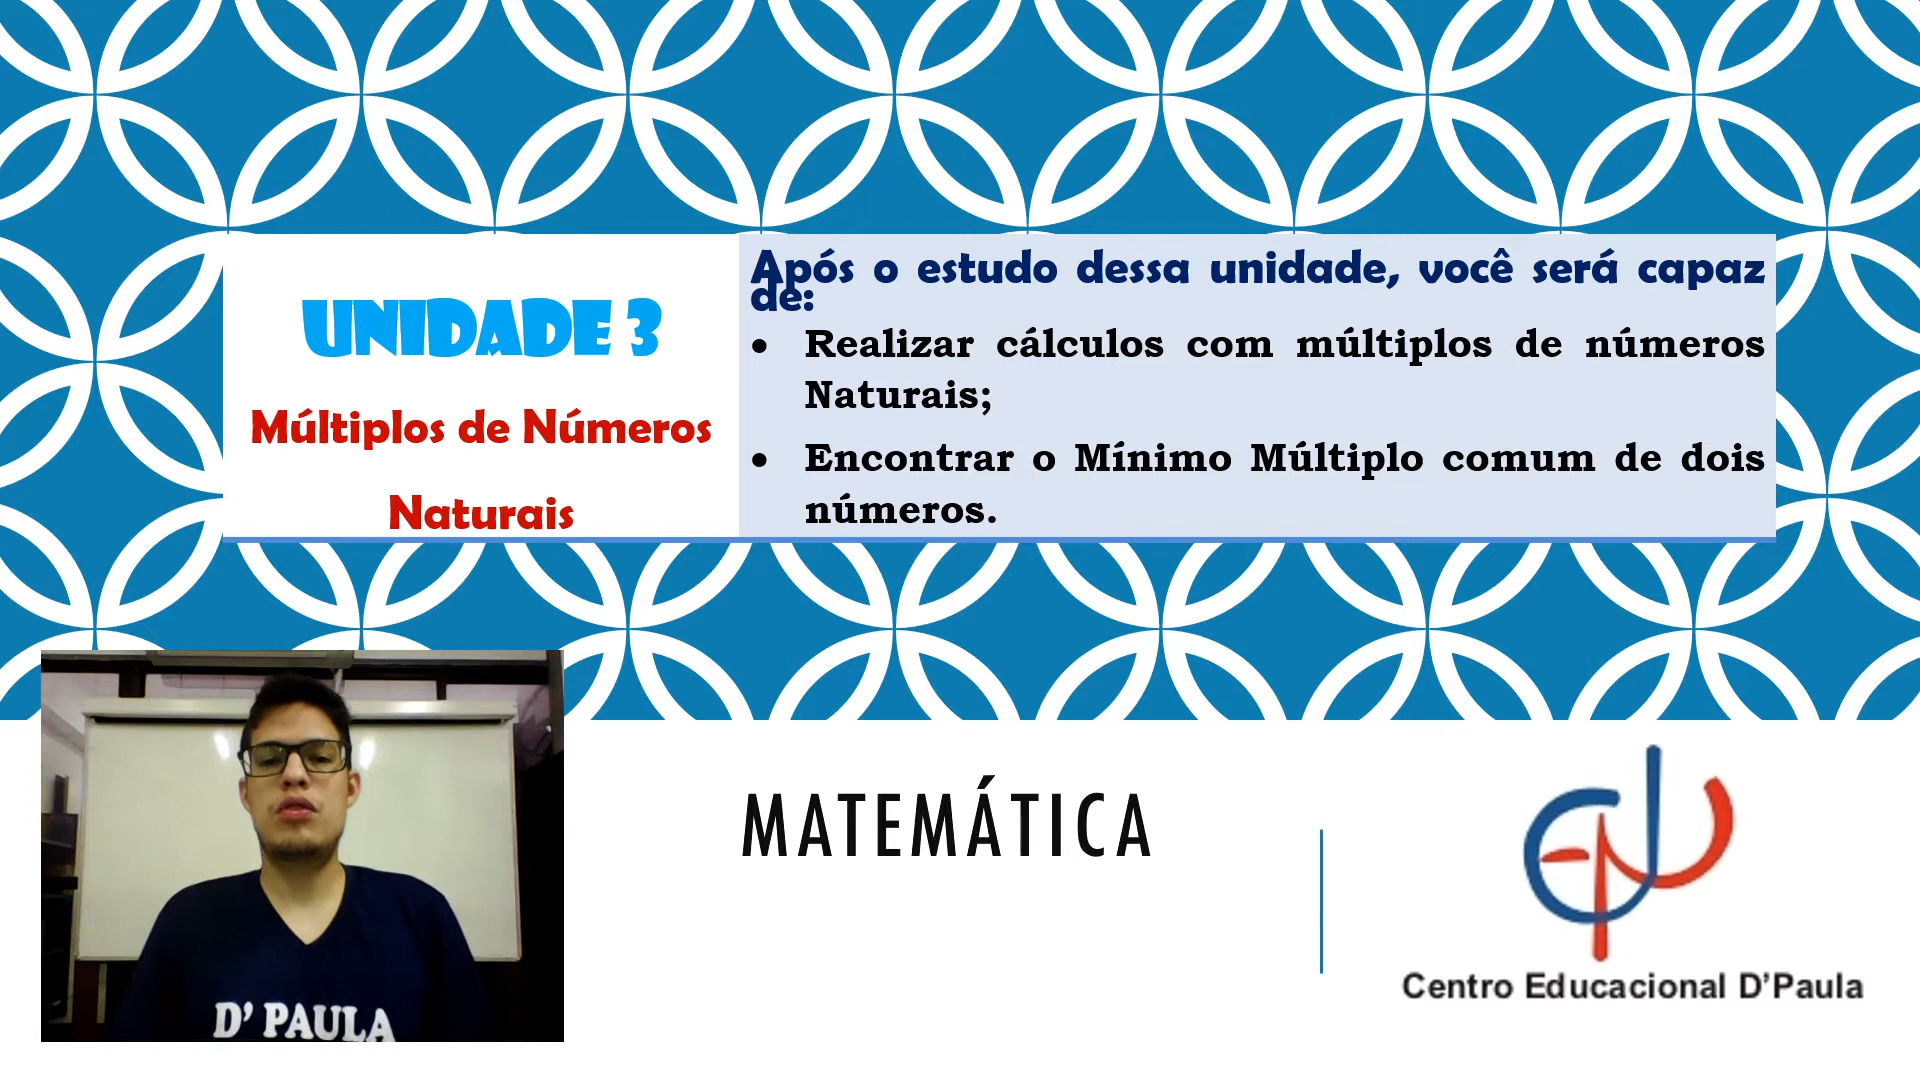 UNIDADE 3
Múltiplos de Números
Naturais
Após o estudo dessa unidade, você será capaz
de:
• Realizar cálculos com múltiplos de números
Naturais;
• Encontrar o Mínimo Múltiplo comum de dois
números.
MATEMÁTICA
D' PAULA
Centro Educacional D'Paula